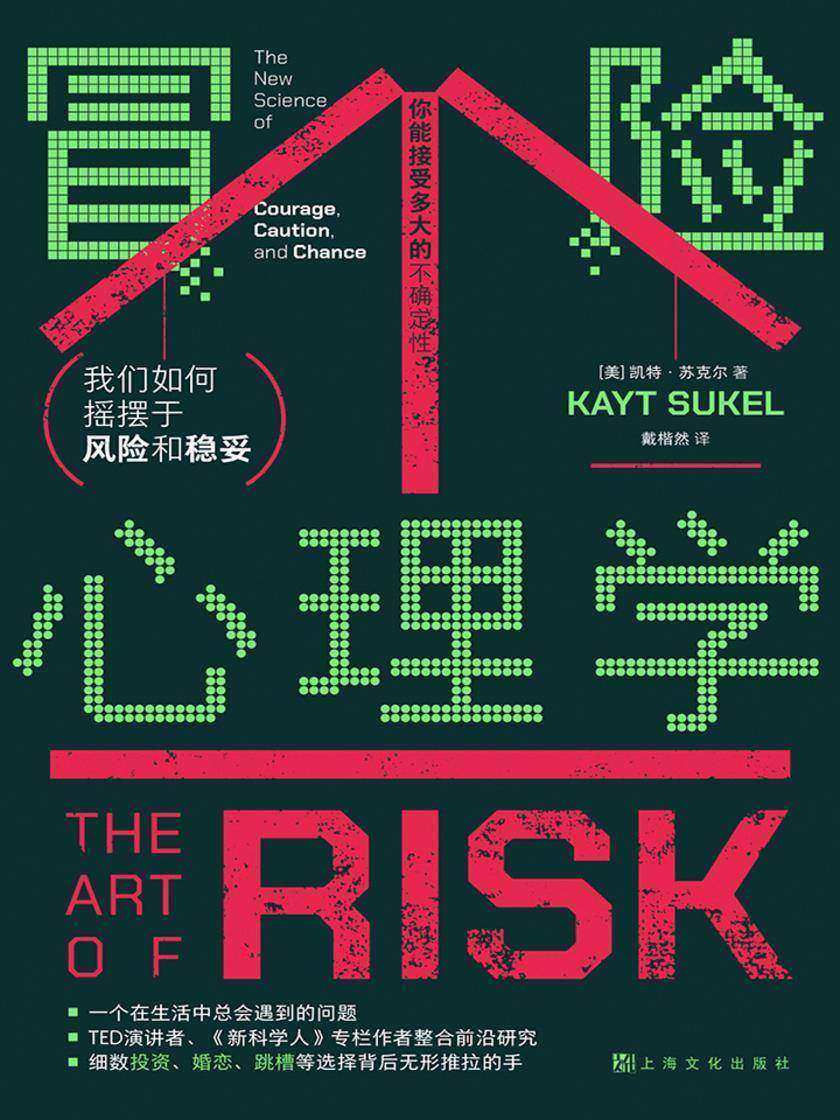 冒险
The
New
Science
of
Courage,
Caution,
and Chance
你能接受多大的不确定性?
我们如何
摇摆于
风险和稳妥
[美] 凯特·苏克尔 著
KAYT SUKEL
戴楷然 译
心理学
THE
ART
OF
RISK
一个在生活中总会遇到的问题
TED演讲者、《新科学人》专栏作者整合前沿研究
细数投资、婚恋、跳槽等选择背后无形推拉的手
上海文化出版社